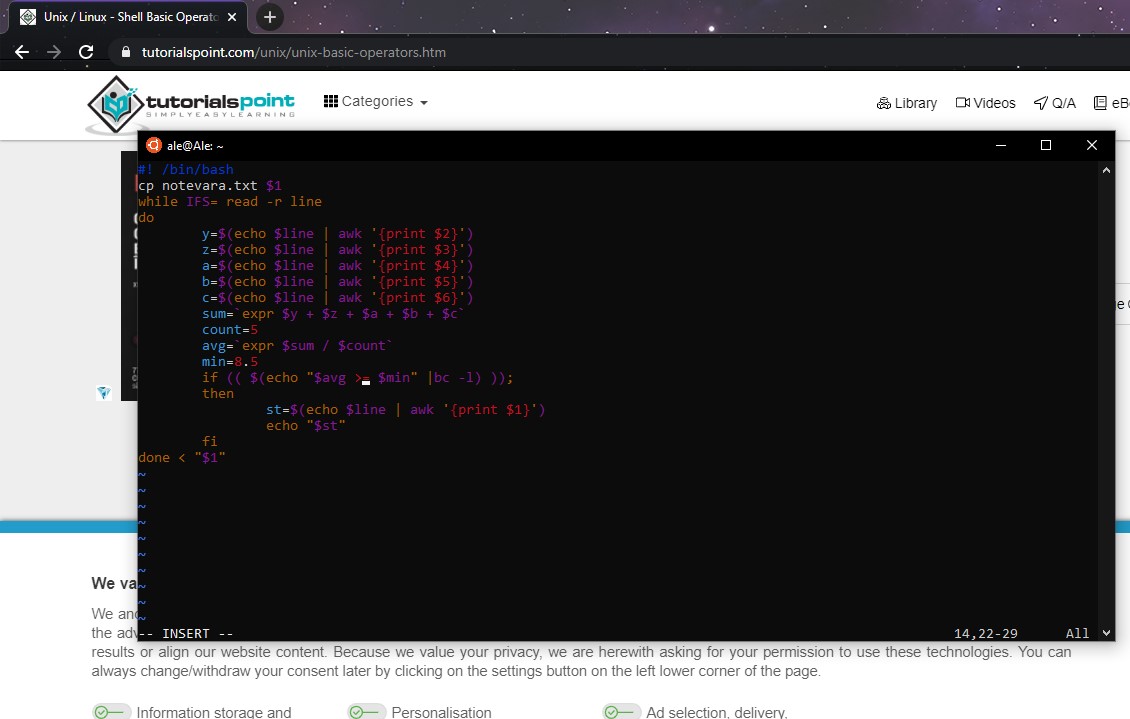 Unix / Linux - Shell Basic Operato
tutorialspoint.com/unix/unix-basic-operators.htm
tutorialspoint
SIMPLYEASYLEARNING
Categories
Library
Videos
Q/A
eB
ale@Ale: ~
#! /bin/bash
cp notevara.txt $1
while IFS= read -r line
do
y=$(echo $line | awk '{print $2}')
z=$(echo $line | awk '{print $3}')
a=$(echo $line | awk '{print $4}')
b=$(echo $line | awk '{print $5}')
c=$(echo $line | awk '{print $6}')
sum=`expr $y + $z + $a + $b + $c`
count=5
avg=`expr $sum / $count`
min=8.5
if (( $(echo "$avg >= $min" |bc -l) ));
then
st=$(echo $line | awk '{print $1}')
echo "$st"
fi
done < "$1"
~
~
~
~
~
~
~
~
~
~
-- INSERT -- 14,22-29 All
We va
We and
the adv
results or align our website content. Because we value your privacy, we are herewith asking for your permission to use these technologies. You can
always change/withdraw your consent later by clicking on the settings button on the left lower corner of the page.
Information storage and
Personalisation
Ad selection, delivery,